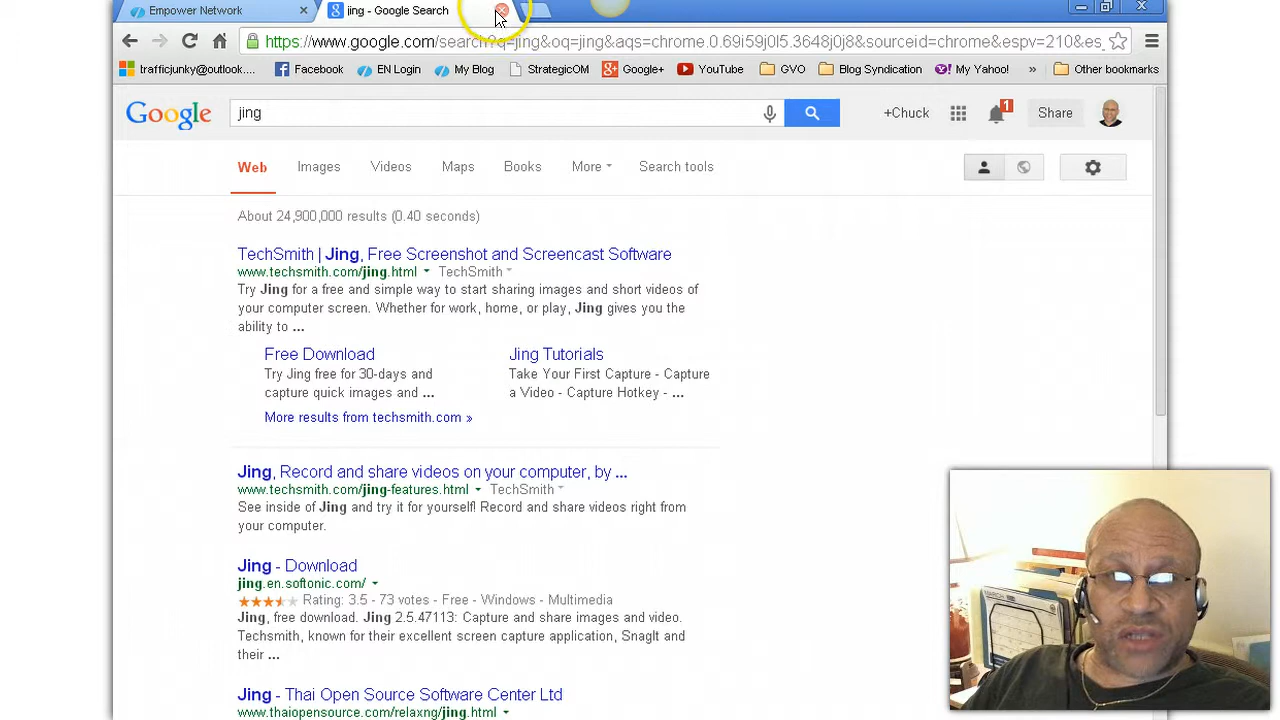 Empower Network
jing - Google Search
https://www.google.com/search?q=jing&oq=jing&aqs=chrome.0.69i59j0l5.3648j0j8&sourceid=chrome&espv=210&es_
trafficjunky@outlook.... Facebook EN Login My Blog StrategicOM Google+ YouTube GVO Blog Syndication My Yahoo! » Other bookmarks
Google jing +Chuck 1 Share
Web Images Videos Maps Books More Search tools
About 24,900,000 results (0.40 seconds)
TechSmith | Jing, Free Screenshot and Screencast Software
www.techsmith.com/jing.html TechSmith
Try Jing for a free and simple way to start sharing images and short videos of
your computer screen. Whether for work, home, or play, Jing gives you the
ability to ...
Free Download
Try Jing free for 30-days and
capture quick images and ...
Jing Tutorials
Take Your First Capture - Capture
a Video - Capture Hotkey - ...
More results from techsmith.com »
Jing, Record and share videos on your computer, by ...
www.techsmith.com/jing-features.html TechSmith
See inside of Jing and try it for yourself! Record and share videos right from
your computer.
Jing - Download
jing.en.softonic.com/
Rating: 3.5 - 73 votes - Free - Windows - Multimedia
Jing, free download. Jing 2.5.47113: Capture and share images and video.
Techsmith, known for their excellent screen capture application, SnagIt and
their ...
Jing - Thai Open Source Software Center Ltd
www.thaiopensource.com/relaxng/jing.html